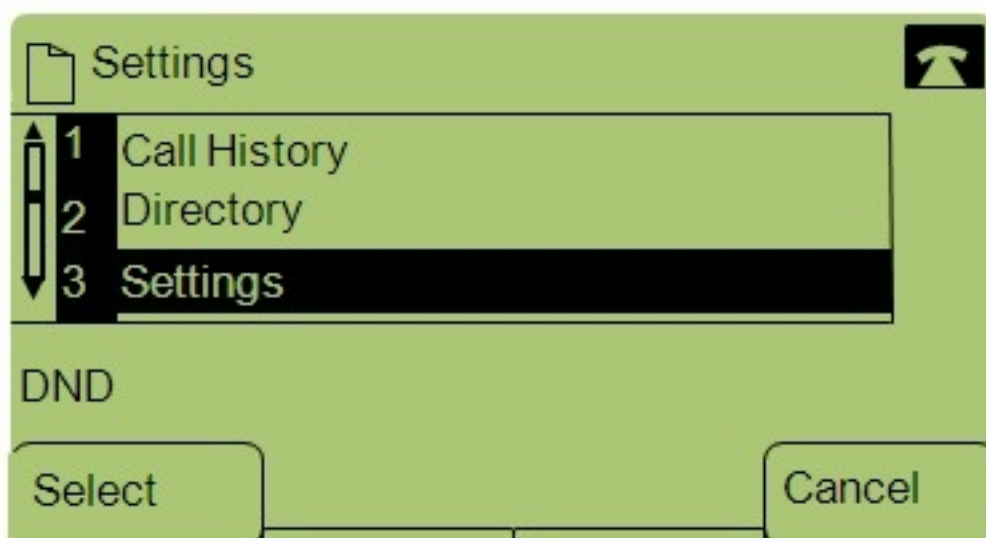 Settings
1 Call History
2 Directory
3 Settings
DND
Select Cancel